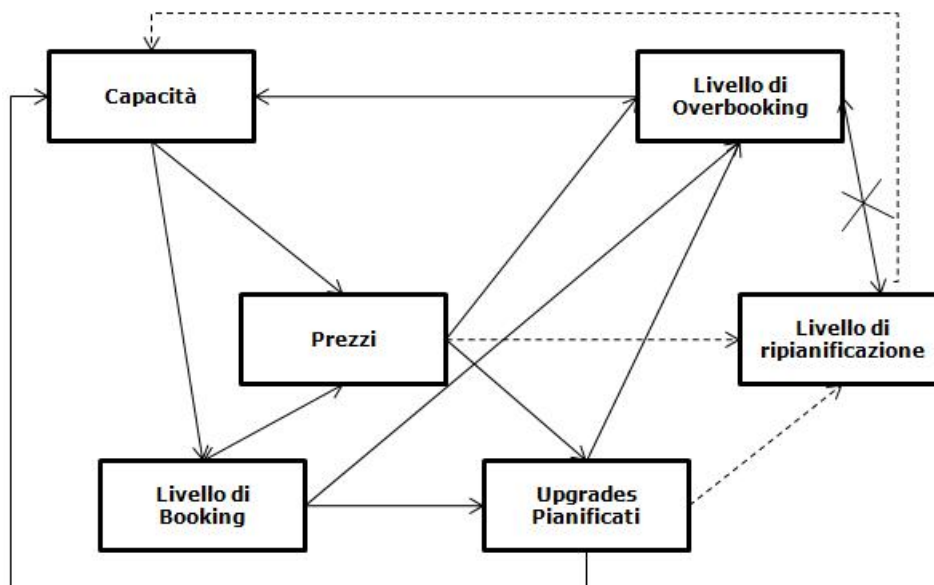 Capacità
Livello di
Overbooking
Prezzi
Livello di
ripianificazione
Livello di
Booking
Upgrades
Pianificati